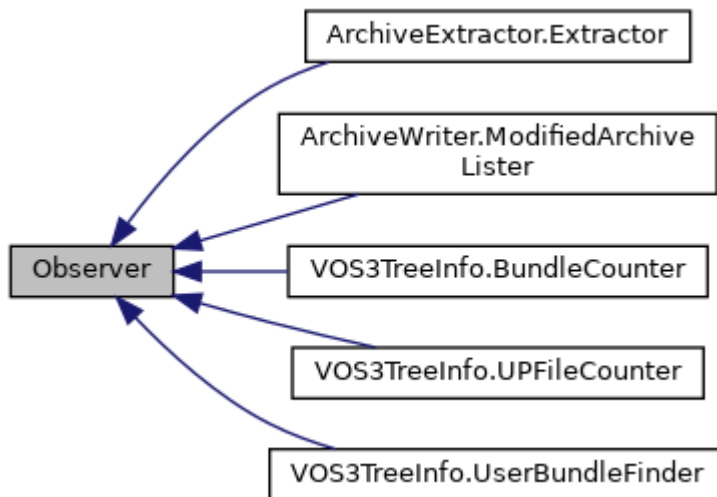 ArchiveExtractor.Extractor
ArchiveWriter.ModifiedArchive
Lister
Observer
VOS3TreeInfo.BundleCounter
VOS3TreeInfo.UPFileCounter
VOS3TreeInfo.UserBundleFinder